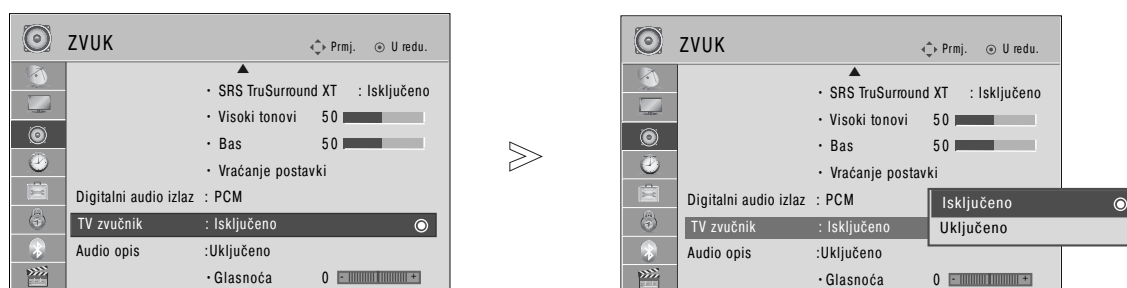 ZVUK
Prmj. U redu.
• SRS TruSurround XT : Isključeno
• Visoki tonovi 50
• Bas 50
• Vraćanje postavki
Digitalni audio izlaz : PCM
TV zvučnik : Isključeno
Audio opis :Uključeno
•Glasnoća 0 - +
ZVUK
Prmj. U redu.
• SRS TruSurround XT : Isključeno
• Visoki tonovi 50
• Bas 50
• Vraćanje postavki
Digitalni audio izlaz : PCM
TV zvučnik : Isključeno
Isključeno
Uključeno
Audio opis :Uključeno
•Glasnoća 0 - +